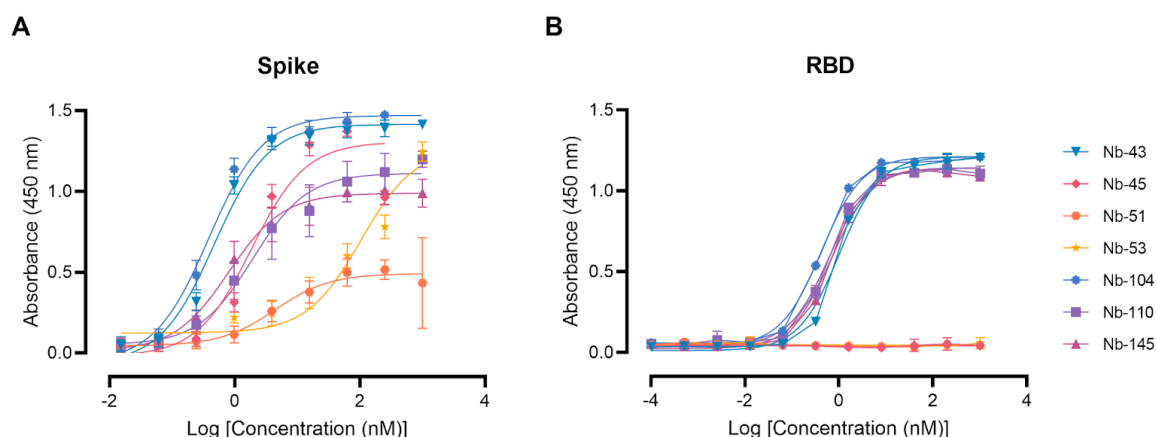 A
B
Spike
RBD
Absorbance (450 nm)
1.5
1.0
0.5
0.0
-2
0
2
4
Log [Concentration (nM)]
Absorbance (450 nm)
1.5
1.0
0.5
0.0
-4
-2
0
2
4
Log [Concentration (nM)]
Nb-43
Nb-45
Nb-51
Nb-53
Nb-104
Nb-110
Nb-145